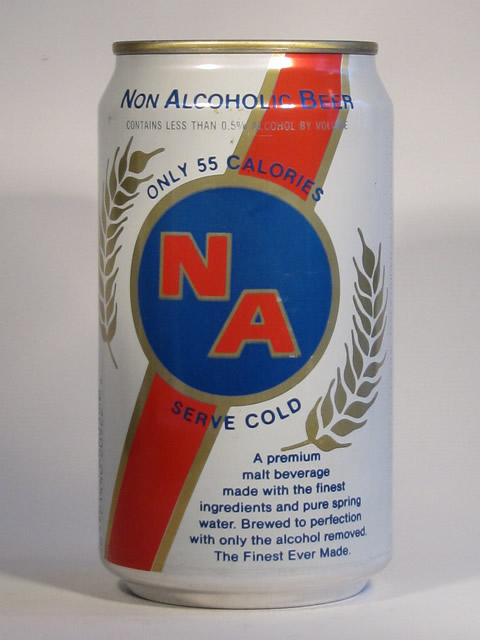 NON ALCOHOLIC BEER
CONTAINS LESS THAN 0.5% ALCOHOL BY VOLUME
ONLY 55 CALORIES
N
A
SERVE COLD
A premium
malt beverage
made with the finest
ingredients and pure spring
water. Brewed to perfection
with only the alcohol removed.
The Finest Ever Made.